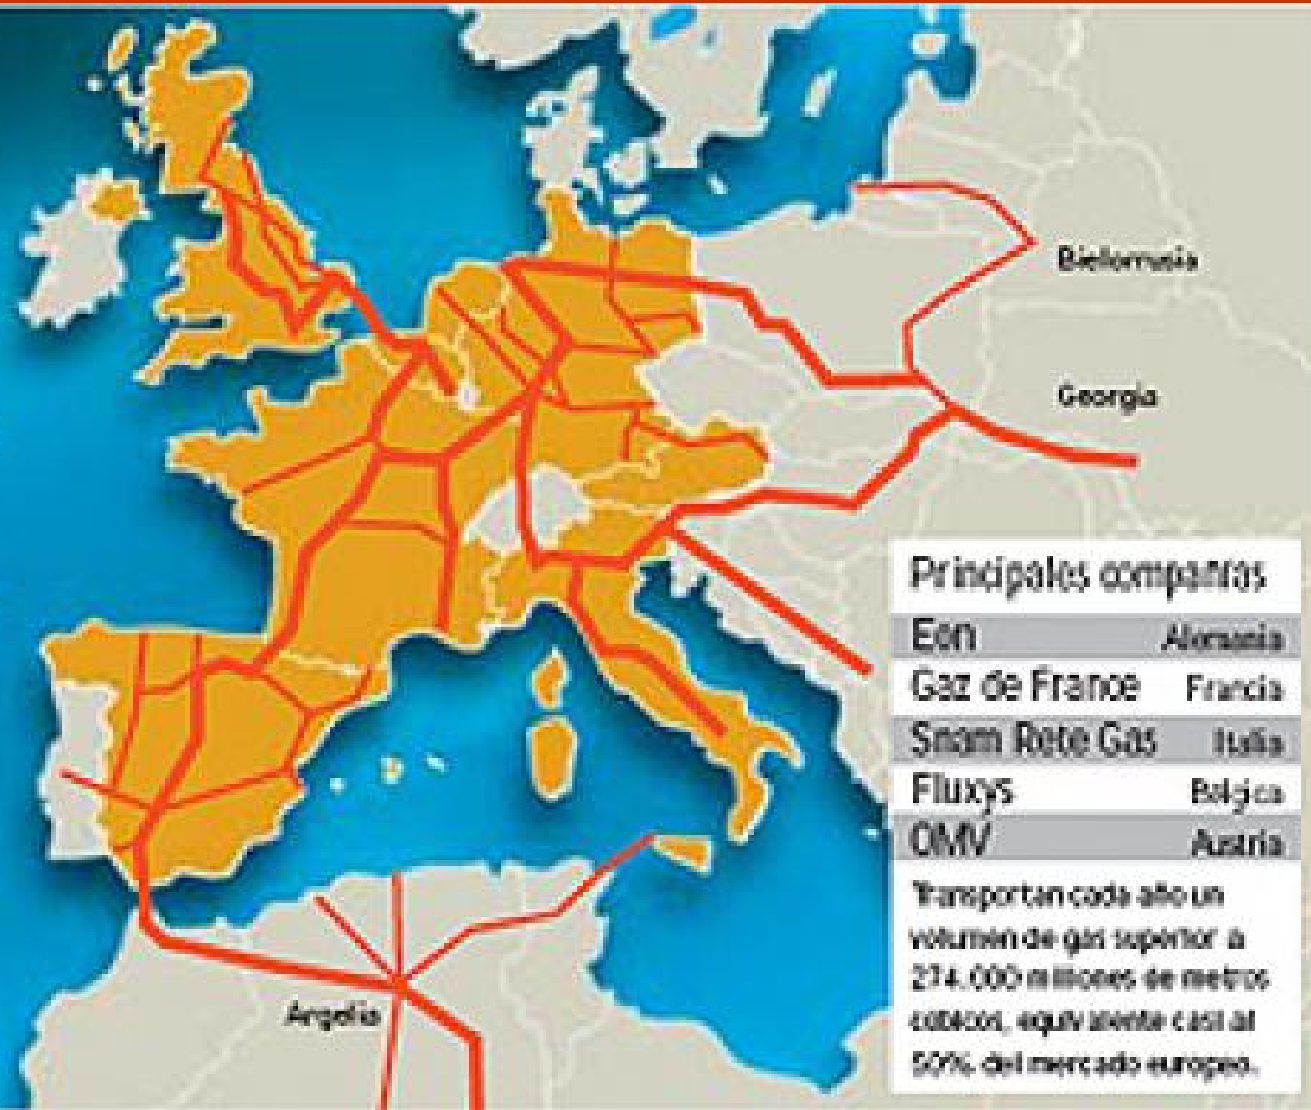 Bielorrusia
Georgia
Argelia
Principales compañías
Eon Alemania
Gaz de France Francia
Snam Rete Gas Italia
Fluxys Bélgica
OMV Austria
Transportan cada año un
volumen de gas superior a
274.000 millones de metros
cúbicos, equivalente casi al
50% del mercado europeo.